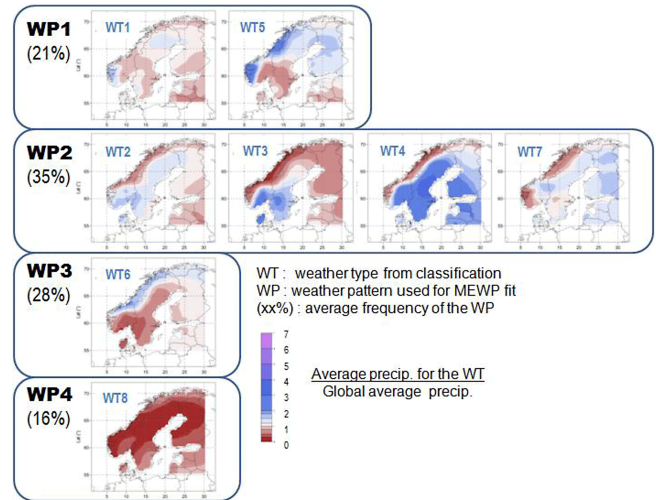 WP1
(21%)
WT1
WT5
WP2
(35%)
WT2
WT3
WT4
WT7
WP3
(28%)
WT6
WT : weather type from classification
WP : weather pattern used for MEWP fit
(xx%) : average frequency of the WP
7
6
5
4
3
2
1
0
Average precip. for the WT
Global average precip.
WP4
(16%)
WT8